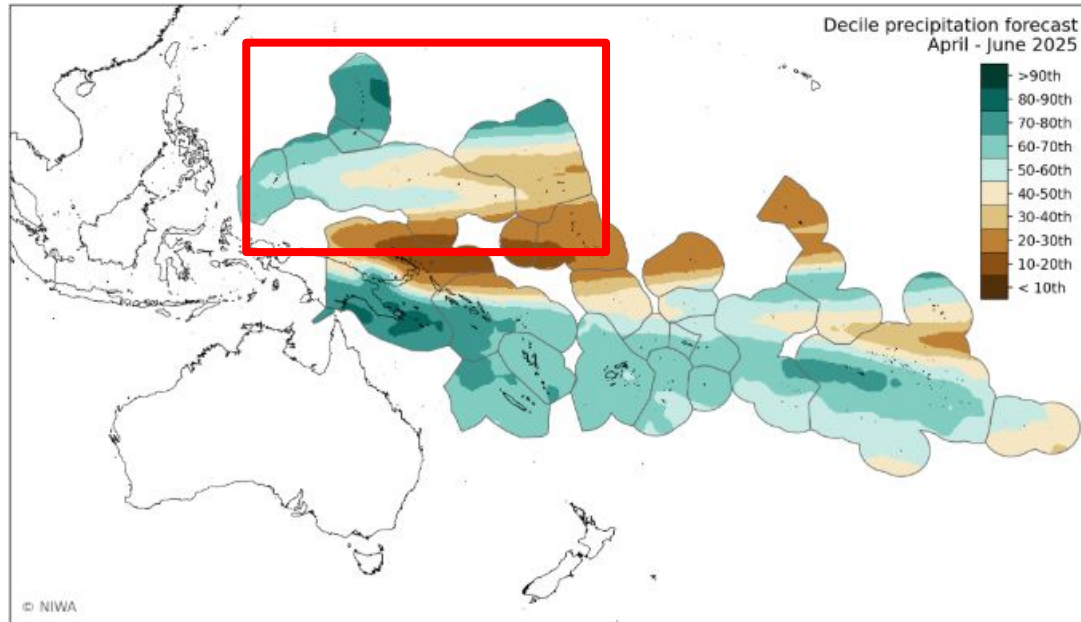 Decile precipitation forecast
April - June 2025
>90th
80-90th
70-80th
60-70th
50-60th
40-50th
30-40th
20-30th
10-20th
< 10th
© NIWA